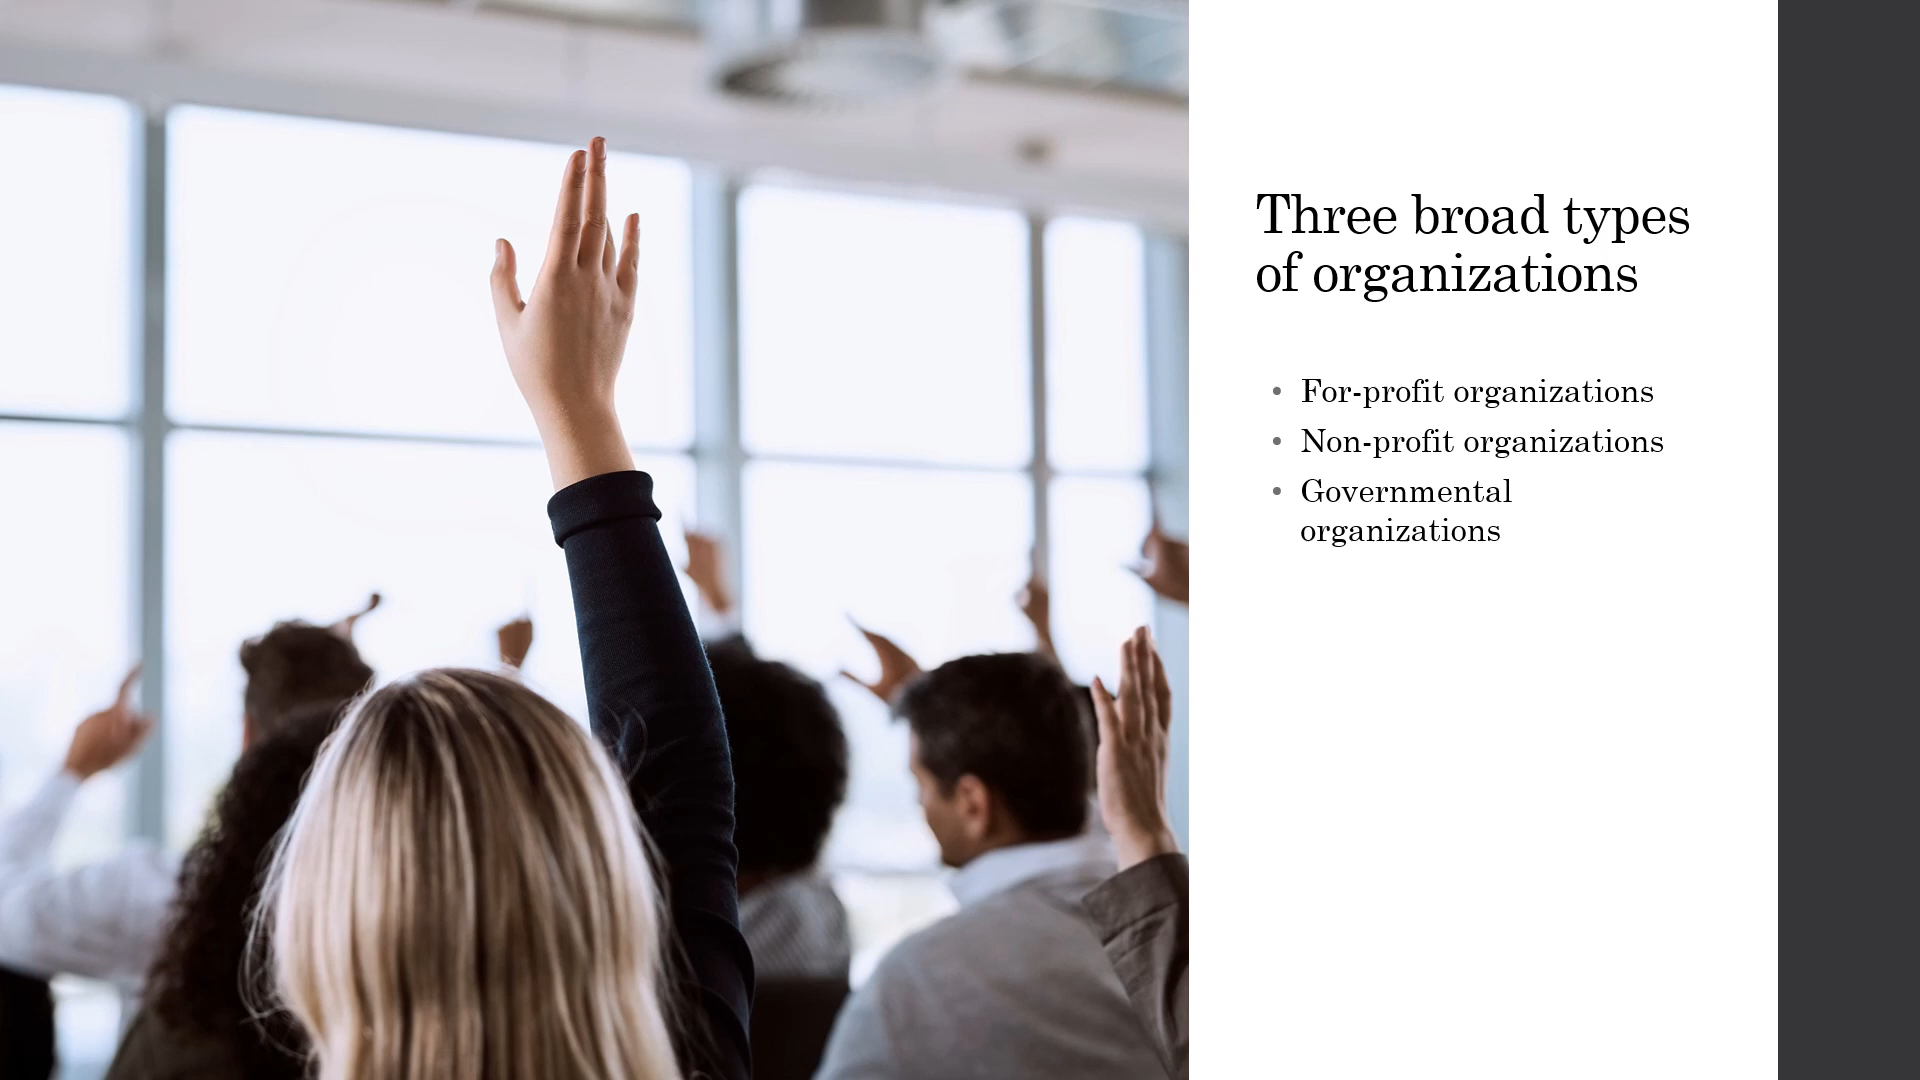 Three broad types
of organizations
• For-profit organizations
• Non-profit organizations
• Governmental
organizations